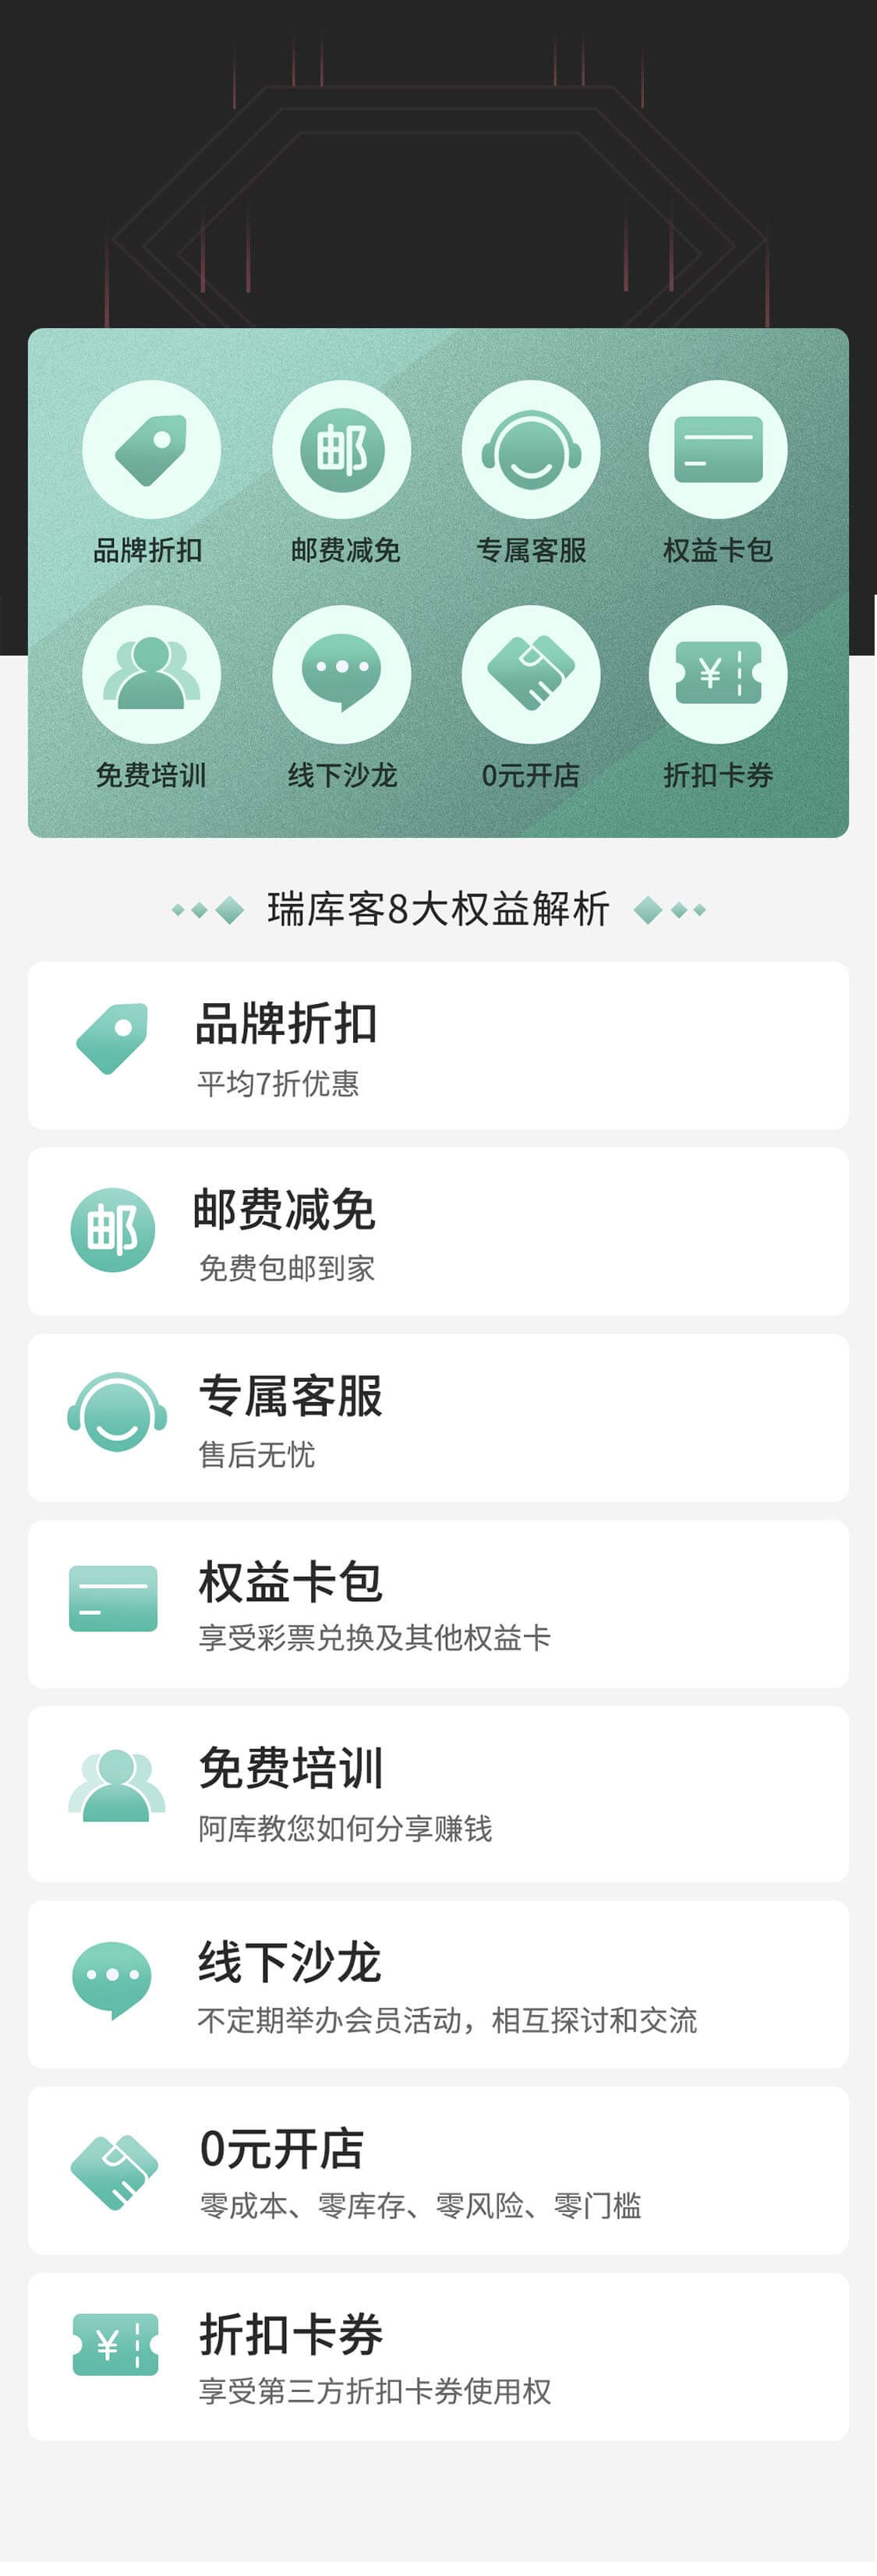 邮
品牌折扣
邮费减免
专属客服
权益卡包
¥
免费培训
线下沙龙
0元开店
折扣卡券
瑞库客8大权益解析
品牌折扣
平均7折优惠
邮
邮费减免
免费包邮到家
专属客服
售后无忧
权益卡包
享受彩票兑换及其他权益卡
免费培训
阿库教您如何分享赚钱
线下沙龙
不定期举办会员活动，相互探讨和交流
0元开店
零成本、零库存、零风险、零门槛
¥
折扣卡券
享受第三方折扣卡券使用权